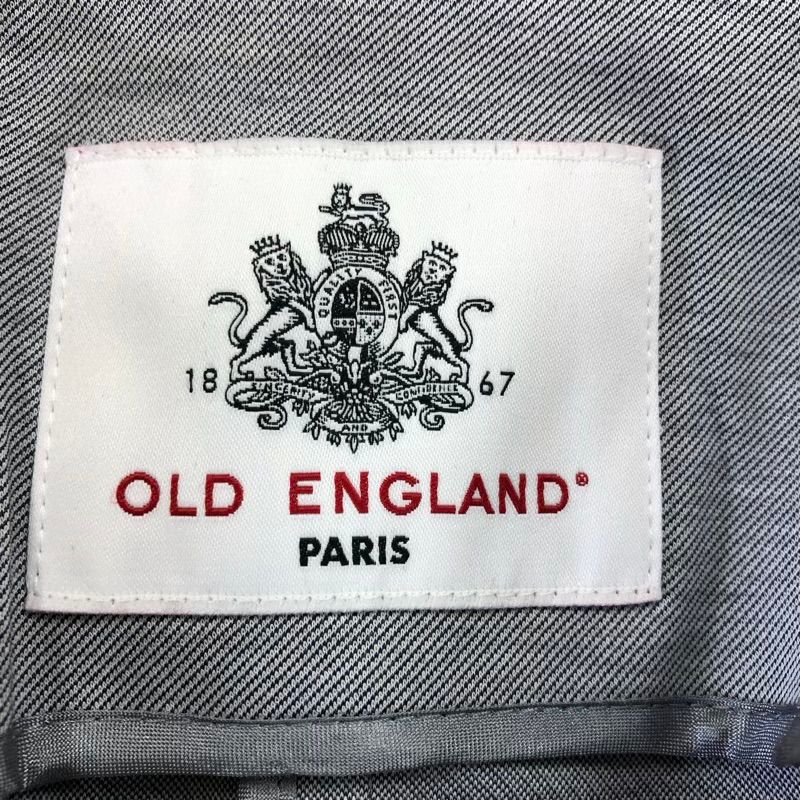 QUALITY FIRST
18 67
SINCERITY AND CONFIDENCE
OLD ENGLAND®
PARIS